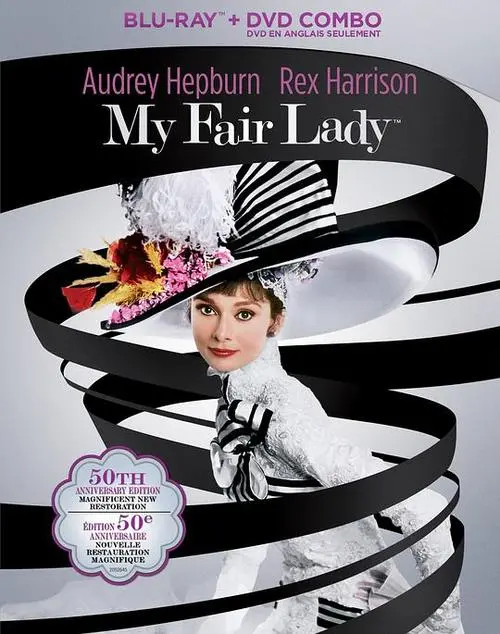 BLU-RAY™ + DVD COMBO
DVD EN ANGLAIS SEULEMENT
Audrey Hepburn Rex Harrison
My Fair Lady™
50TH
ANNIVERSARY EDITION
MAGNIFICENT NEW
RESTORATION
ÉDITION 50e
ANNIVERSAIRE
NOUVELLE
RESTAURATION
MAGNIFIQUE
2052645